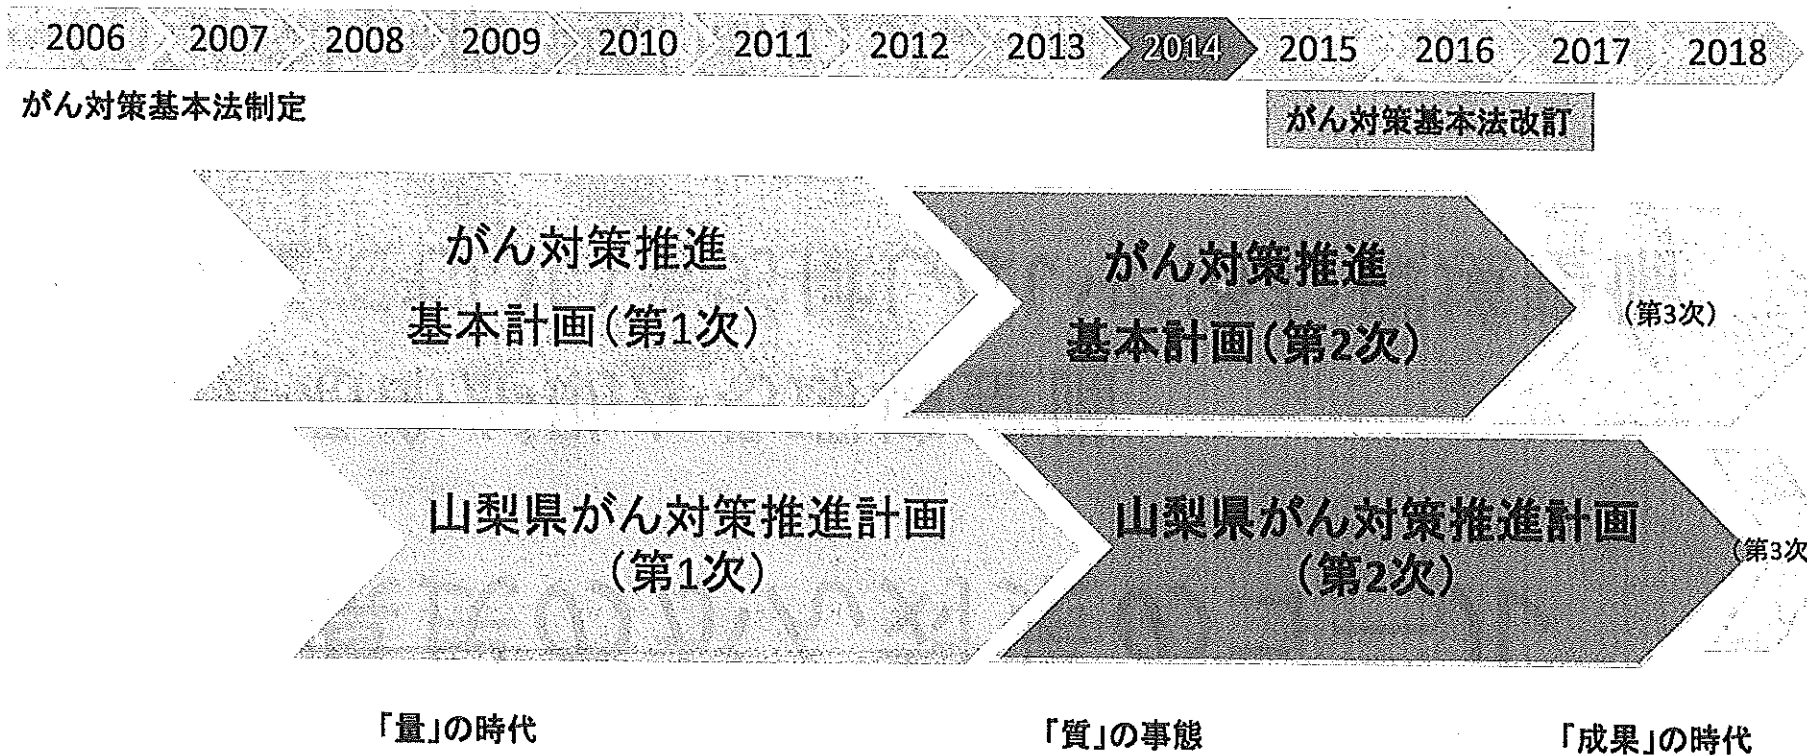 2006 2007 2008 2009 2010 2011 2012 2013 2014 2015 2016 2017 2018
がん対策基本法制定
がん対策基本法改訂
がん対策推進
基本計画(第1次)
がん対策推進
基本計画(第2次)
(第3次)
山梨県がん対策推進計画
(第1次)
山梨県がん対策推進計画
(第2次)
(第3次
「量」の時代
「質」の事態
「成果」の時代